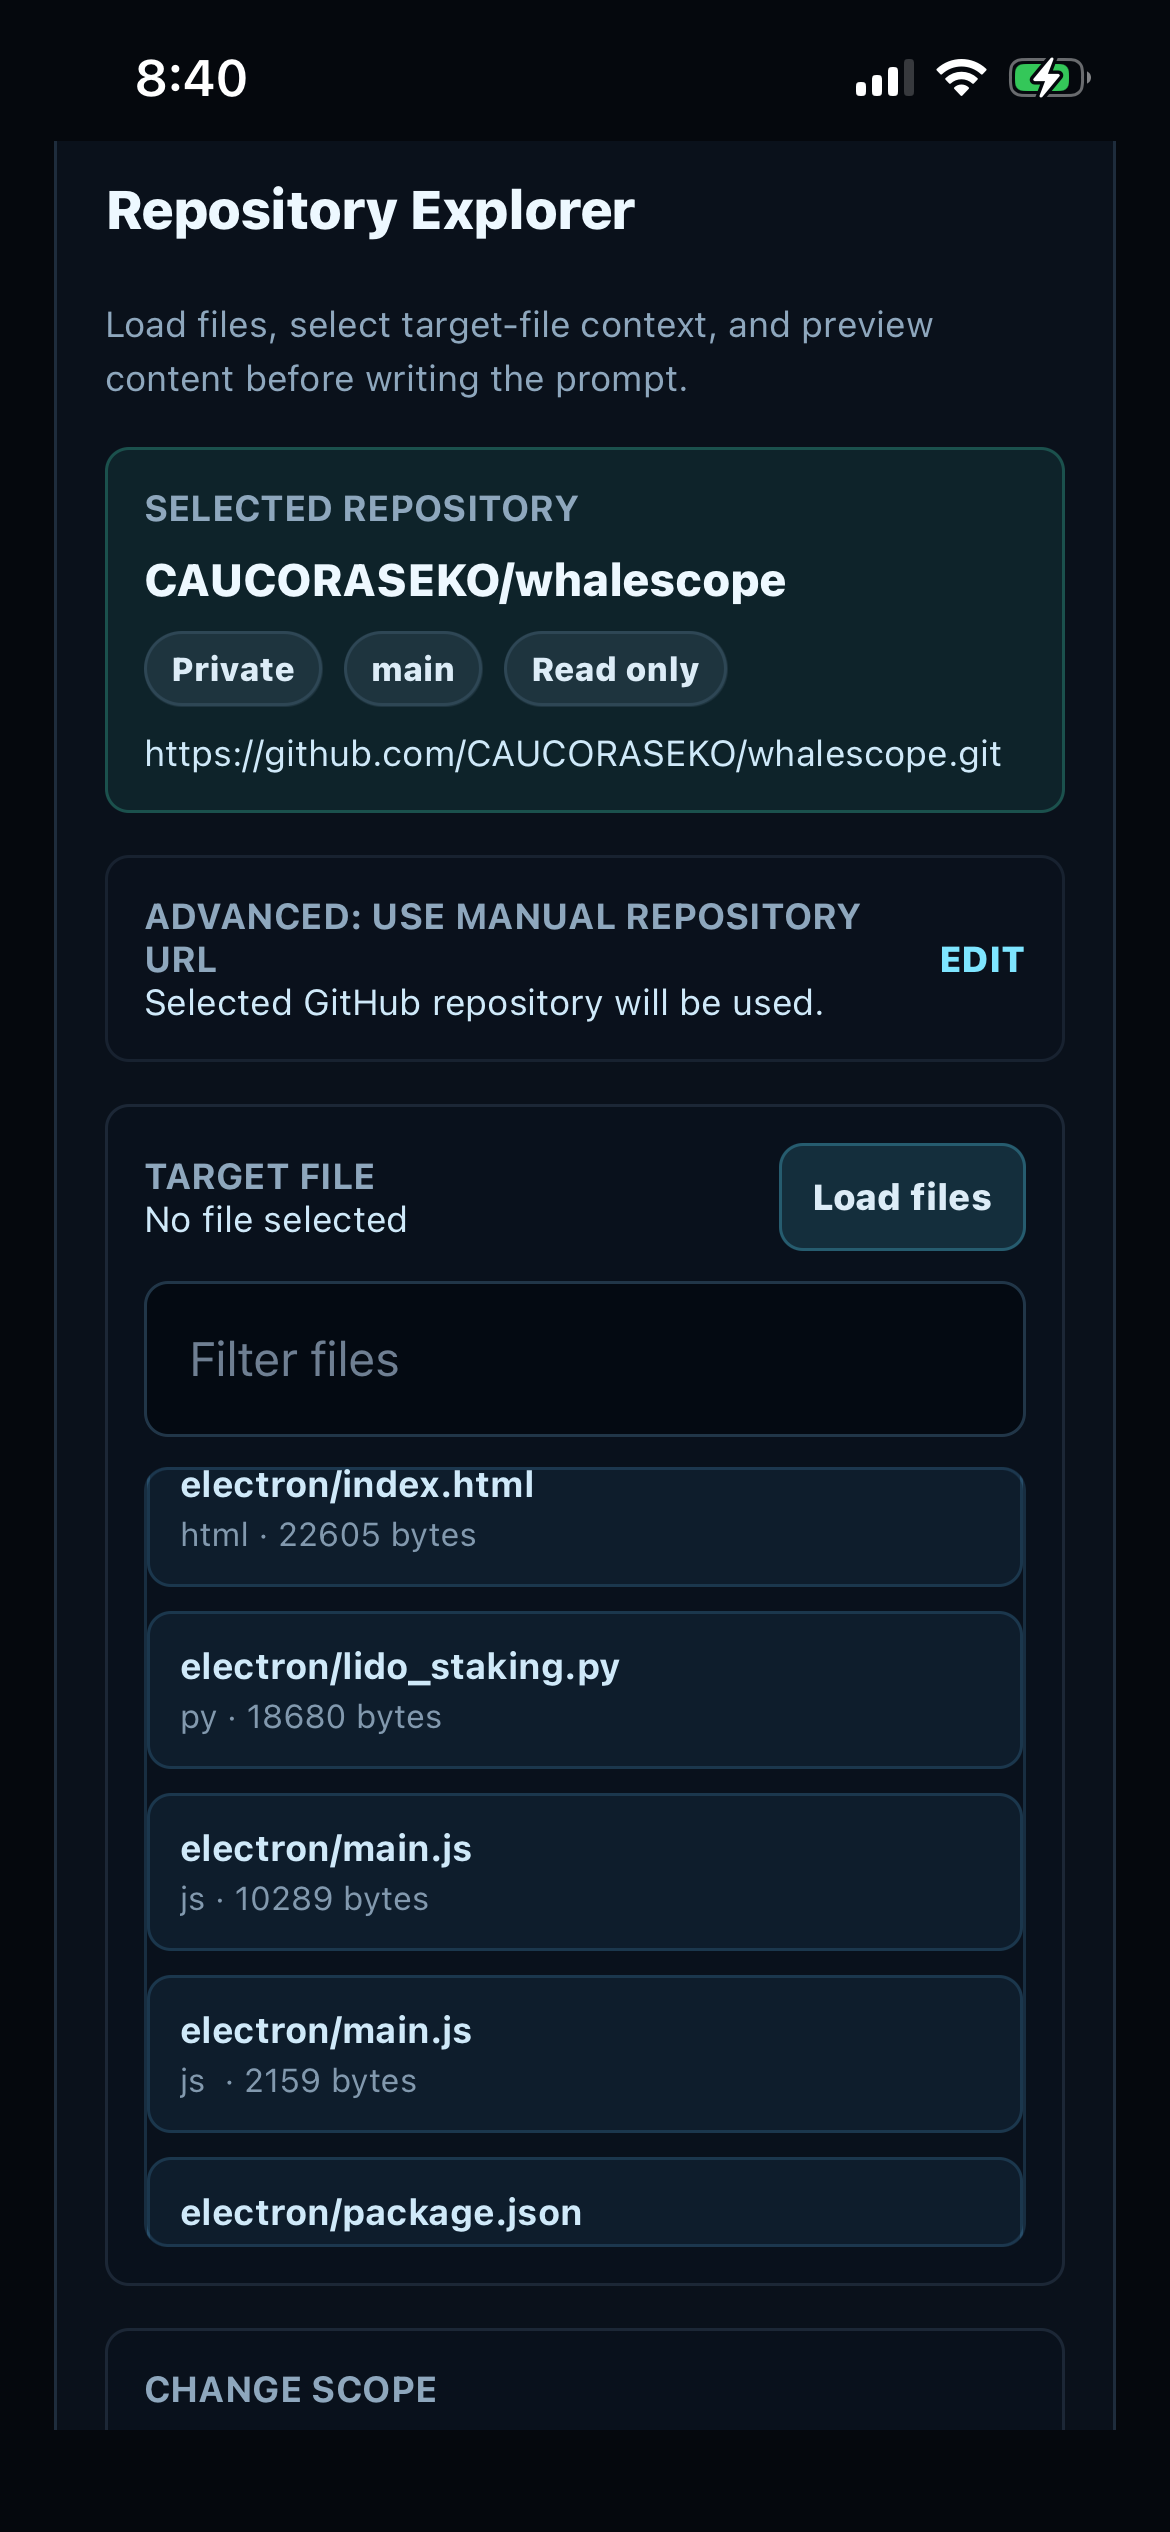 8:40
Repository Explorer
Load files, select target-file context, and preview
content before writing the prompt.
SELECTED REPOSITORY
CAUCORASEKO/whalescope
Private main Read only
https://github.com/CAUCORASEKO/whalescope.git
ADVANCED: USE MANUAL REPOSITORY
URL
EDIT
Selected GitHub repository will be used.
TARGET FILE
No file selected
Load files
Filter files
electron/index.html
html · 22605 bytes
electron/lido_staking.py
py · 18680 bytes
electron/main.js
js · 10289 bytes
electron/main.js
js  · 2159 bytes
electron/package.json
CHANGE SCOPE